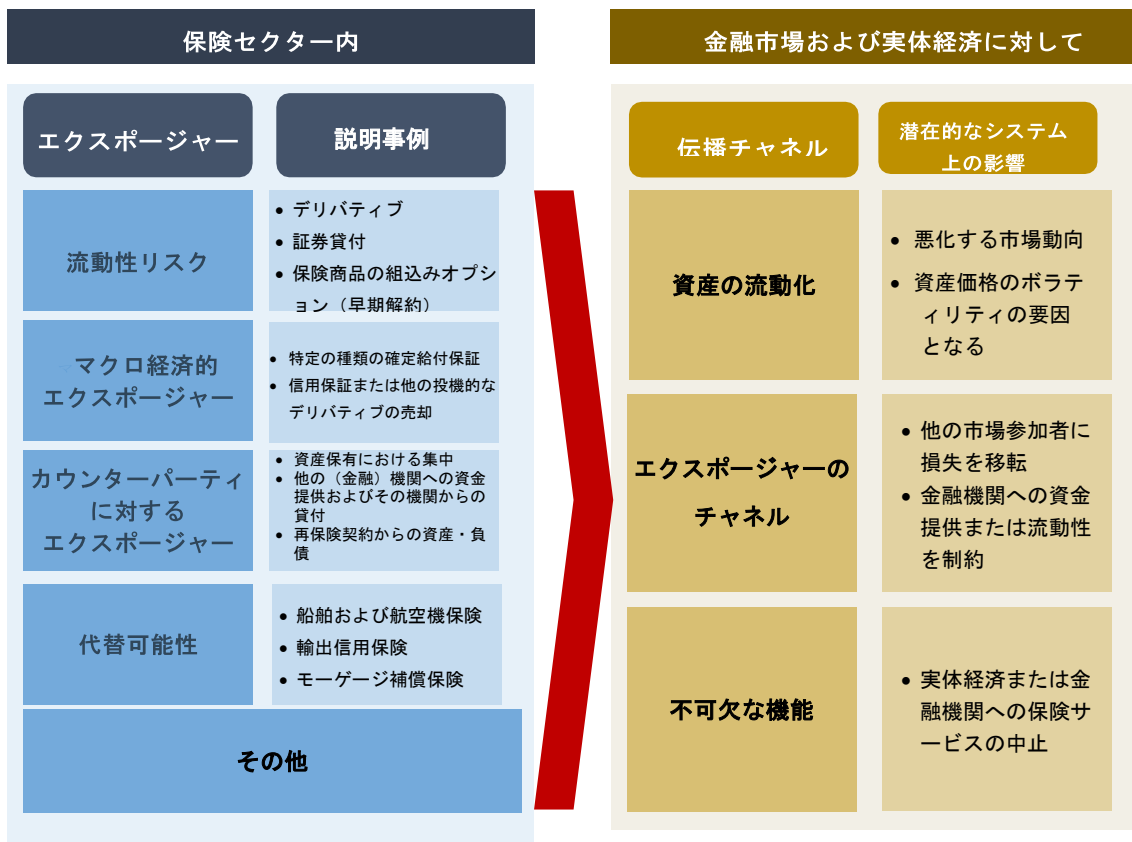 保険セクター内
エクスポージャー
説明事例
流動性リスク
• デリバティブ
• 証券貸付
• 保険商品の組込みオプシ
ョン（早期解約）
マクロ経済的
エクスポージャー
• 特定の種類の確定給付保証
• 信用保証または他の投機的な
デリバティブの売却
カウンターパーティ
に対する
エクスポージャー
• 資産保有における集中
• 他の（金融）機関への資金
提供およびその機関からの
貸付
• 再保険契約からの資産・負
債
代替可能性
• 船舶および航空機保険
• 輸出信用保険
• モーゲージ補償保険
その他
金融市場および実体経済に対して
伝播チャネル
潜在的なシステム
上の影響
資産の流動化
• 悪化する市場動向
• 資産価格のボラテ
ィリティの要因
となる
エクスポージャーの
チャネル
• 他の市場参加者に
損失を移転
• 金融機関への資金
提供または流動性
を制約
不可欠な機能
• 実体経済または金
融機関への保険サ
ービスの中止